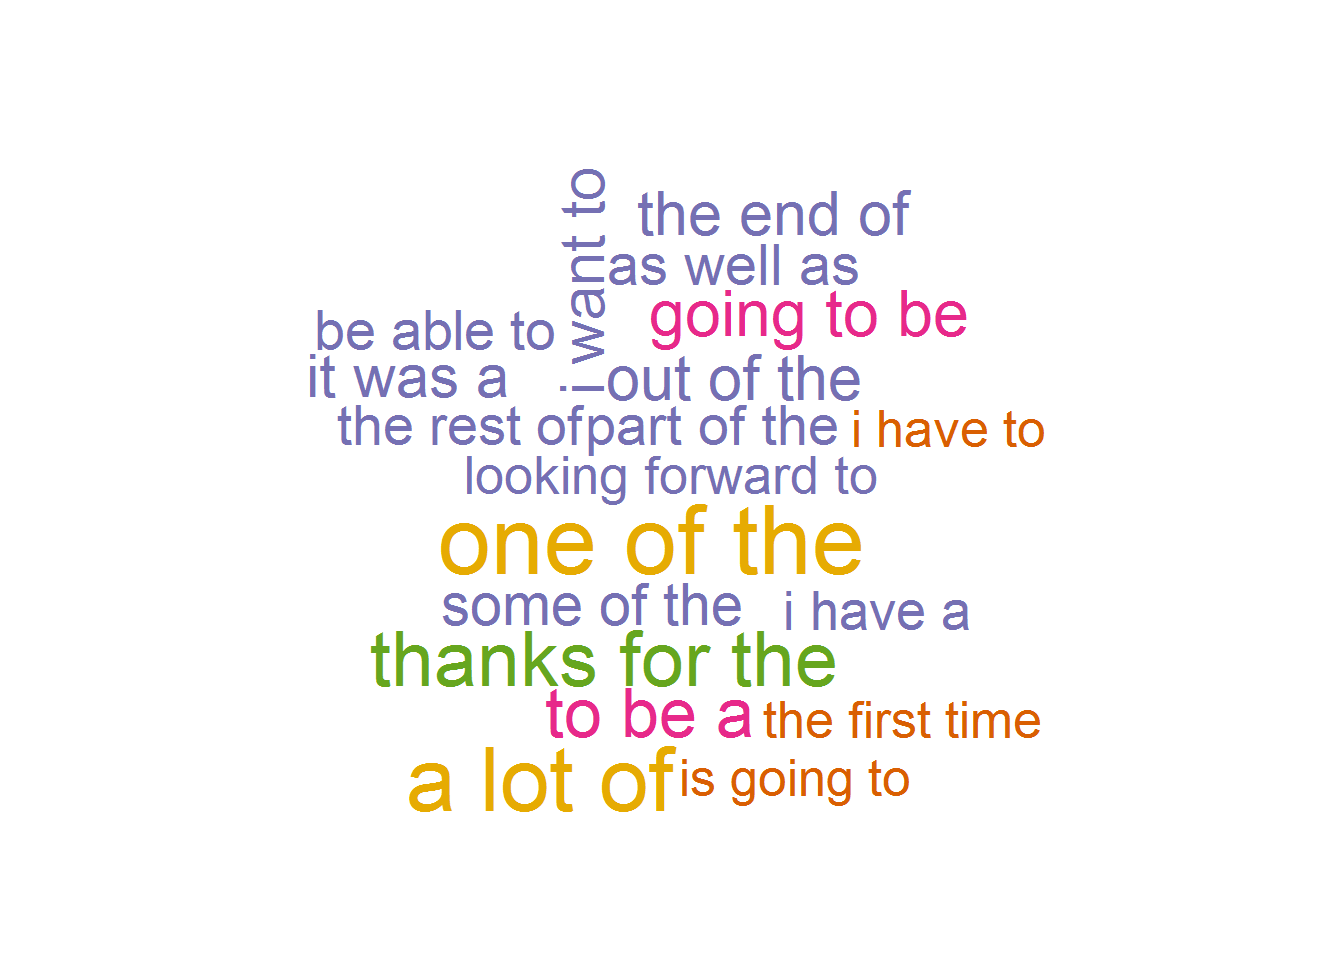 i want to
the end of
as well as
going to be
be able to
it was a
out of the
the rest of
part of the
i have to
looking forward to
one of the
some of the
i have a
thanks for the
to be a
the first time
a lot of
is going to